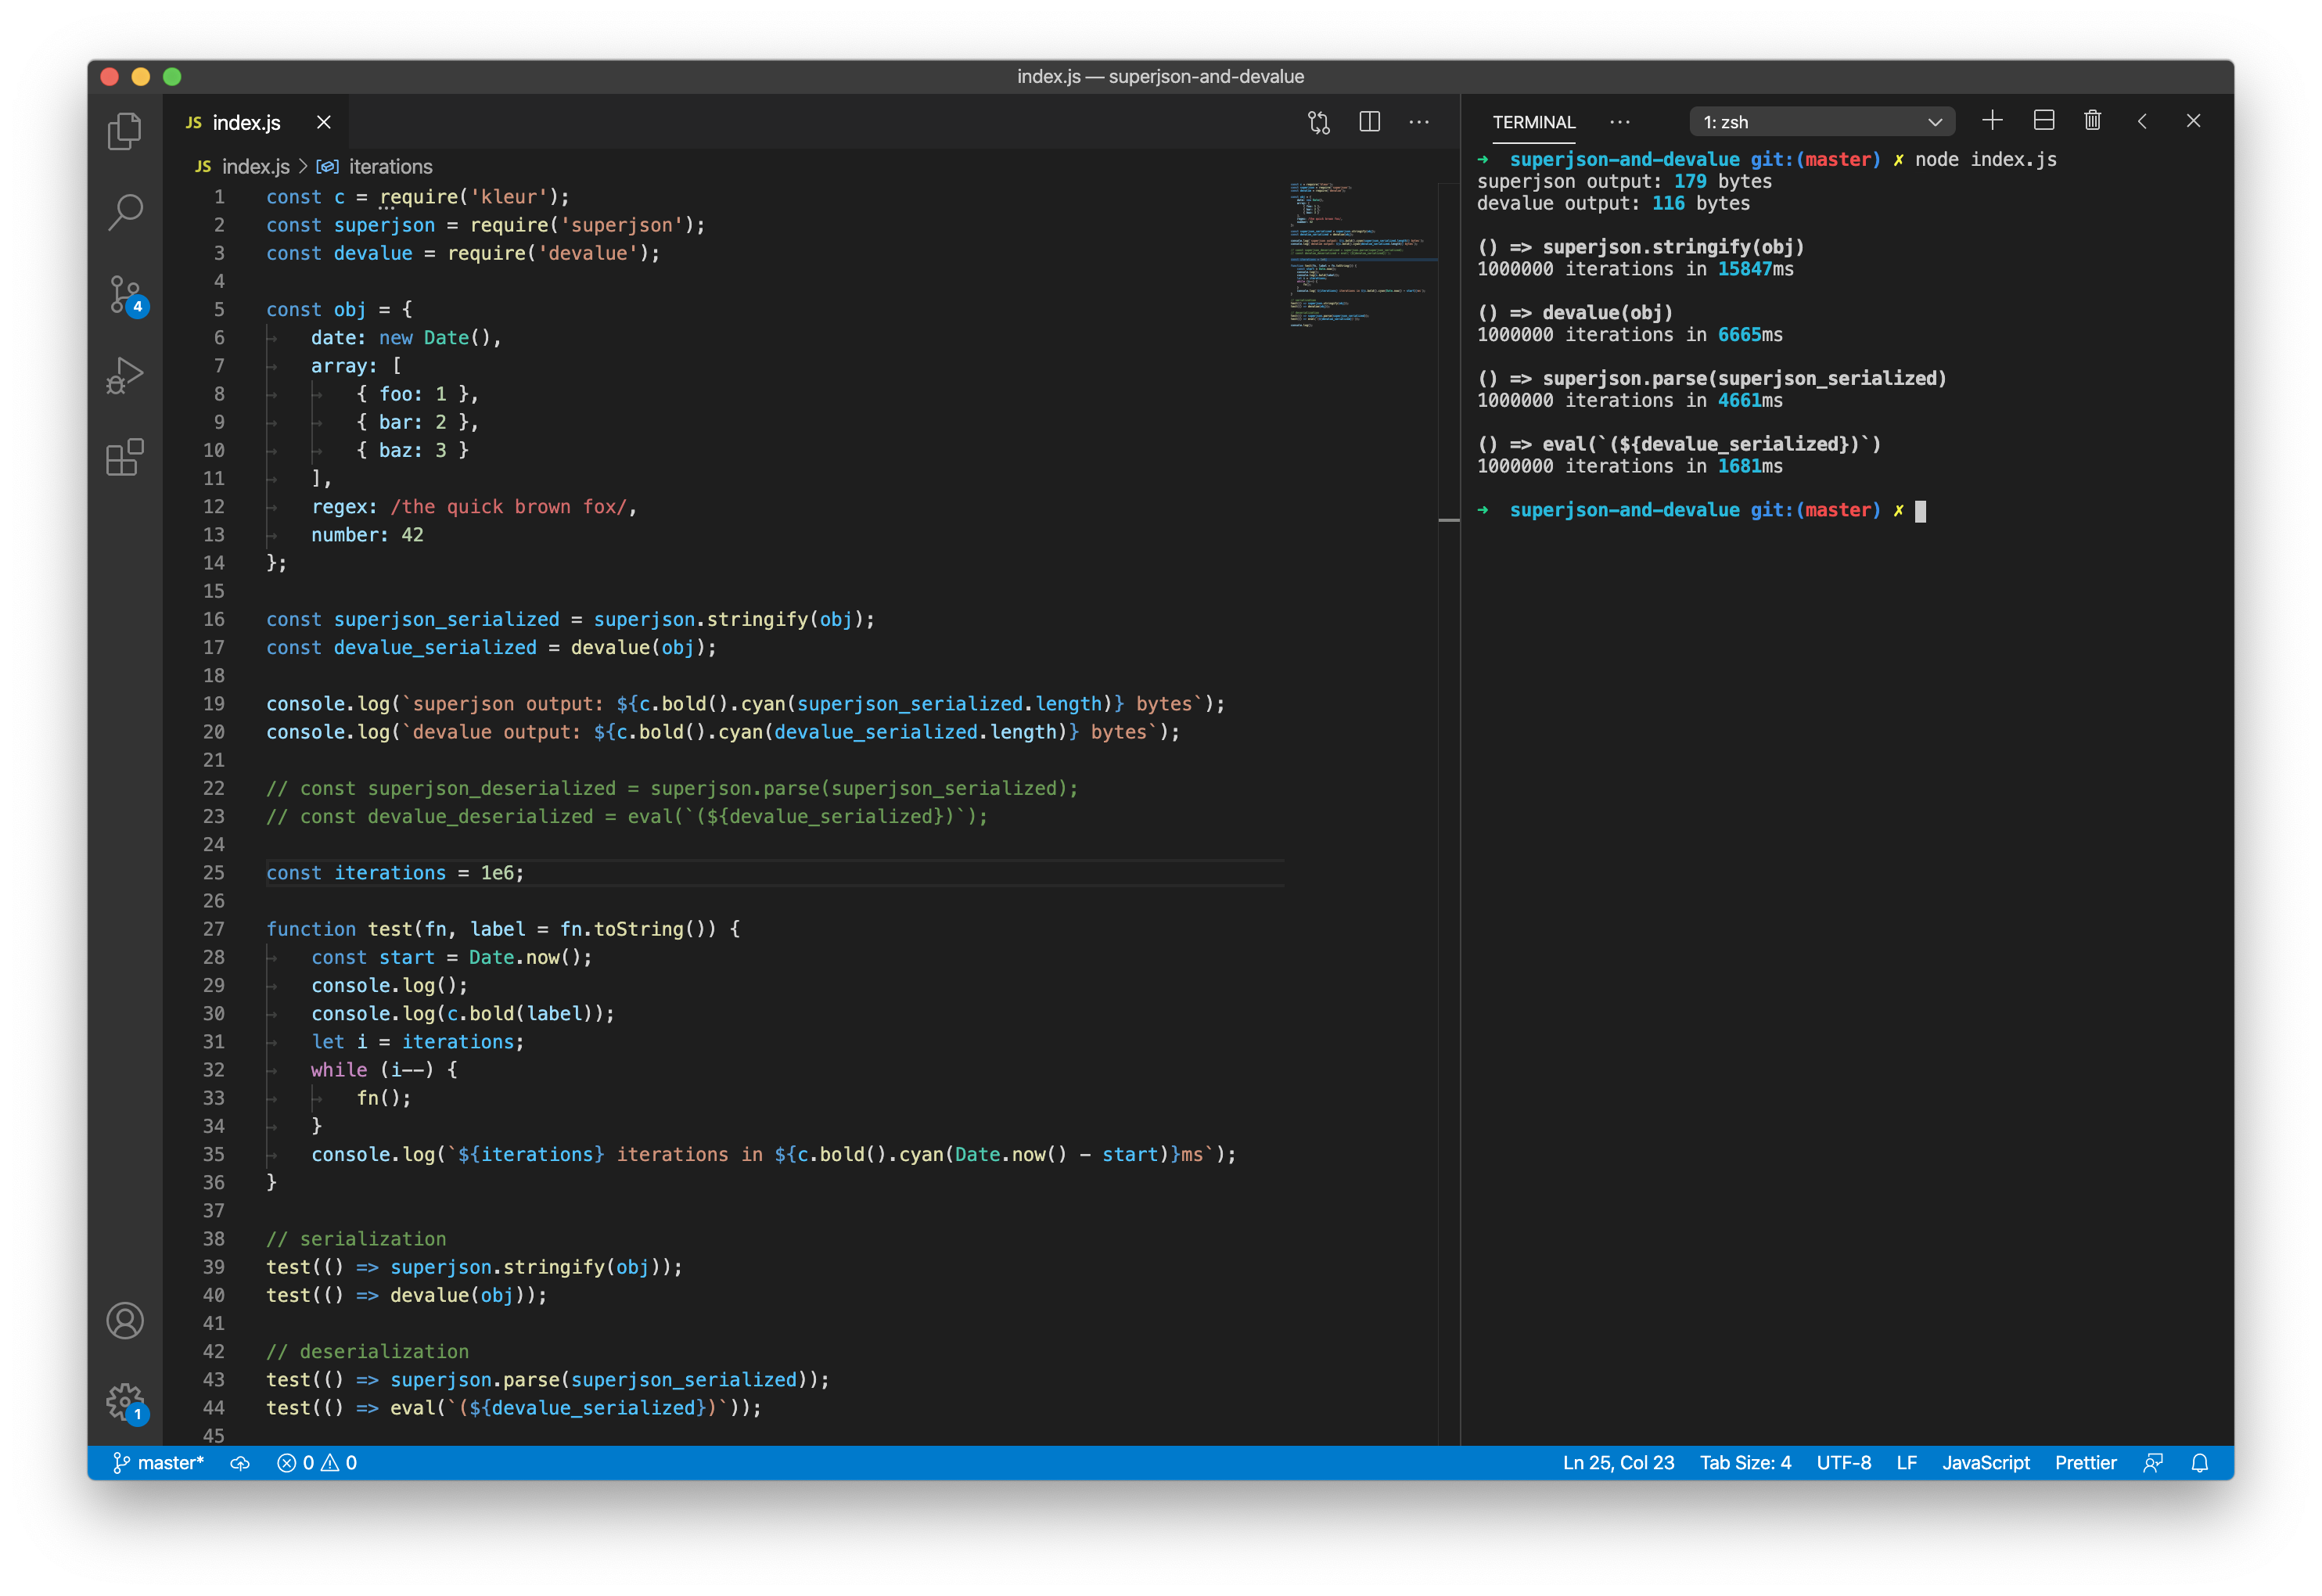 index.js — superjson-and-devalue
JS index.js
JS index.js > iterations
1 const c = require('kleur');
2 const superjson = require('superjson');
3 const devalue = require('devalue');
4
5 const obj = {
6 date: new Date(),
7 array: [
8 { foo: 1 },
9 { bar: 2 },
10 { baz: 3 }
11 ],
12 regex: /the quick brown fox/,
13 number: 42
14 };
15
16 const superjson_serialized = superjson.stringify(obj);
17 const devalue_serialized = devalue(obj);
18
19 console.log(`superjson output: ${c.bold().cyan(superjson_serialized.length)} bytes`);
20 console.log(`devalue output: ${c.bold().cyan(devalue_serialized.length)} bytes`);
21
22 // const superjson_deserialized = superjson.parse(superjson_serialized);
23 // const devalue_deserialized = eval(`(${devalue_serialized})`);
24
25 const iterations = 1e6;
26
27 function test(fn, label = fn.toString()) {
28 const start = Date.now();
29 console.log();
30 console.log(c.bold(label));
31 let i = iterations;
32 while (i--) {
33 fn();
34 }
35 console.log(`${iterations} iterations in ${c.bold().cyan(Date.now() - start)}ms`);
36 }
37
38 // serialization
39 test(() => superjson.stringify(obj));
40 test(() => devalue(obj));
41
42 // deserialization
43 test(() => superjson.parse(superjson_serialized));
44 test(() => eval(`(${devalue_serialized})`));
45
4
1
TERMINAL
1: zsh
➜ superjson-and-devalue git:(master) ✗ node index.js
superjson output: 179 bytes
devalue output: 116 bytes
() => superjson.stringify(obj)
1000000 iterations in 15847ms
() => devalue(obj)
1000000 iterations in 6665ms
() => superjson.parse(superjson_serialized)
1000000 iterations in 4661ms
() => eval(`(${devalue_serialized})`)
1000000 iterations in 1681ms
➜ superjson-and-devalue git:(master) ✗
master* 0 0 Ln 25, Col 23 Tab Size: 4 UTF-8 LF JavaScript Prettier